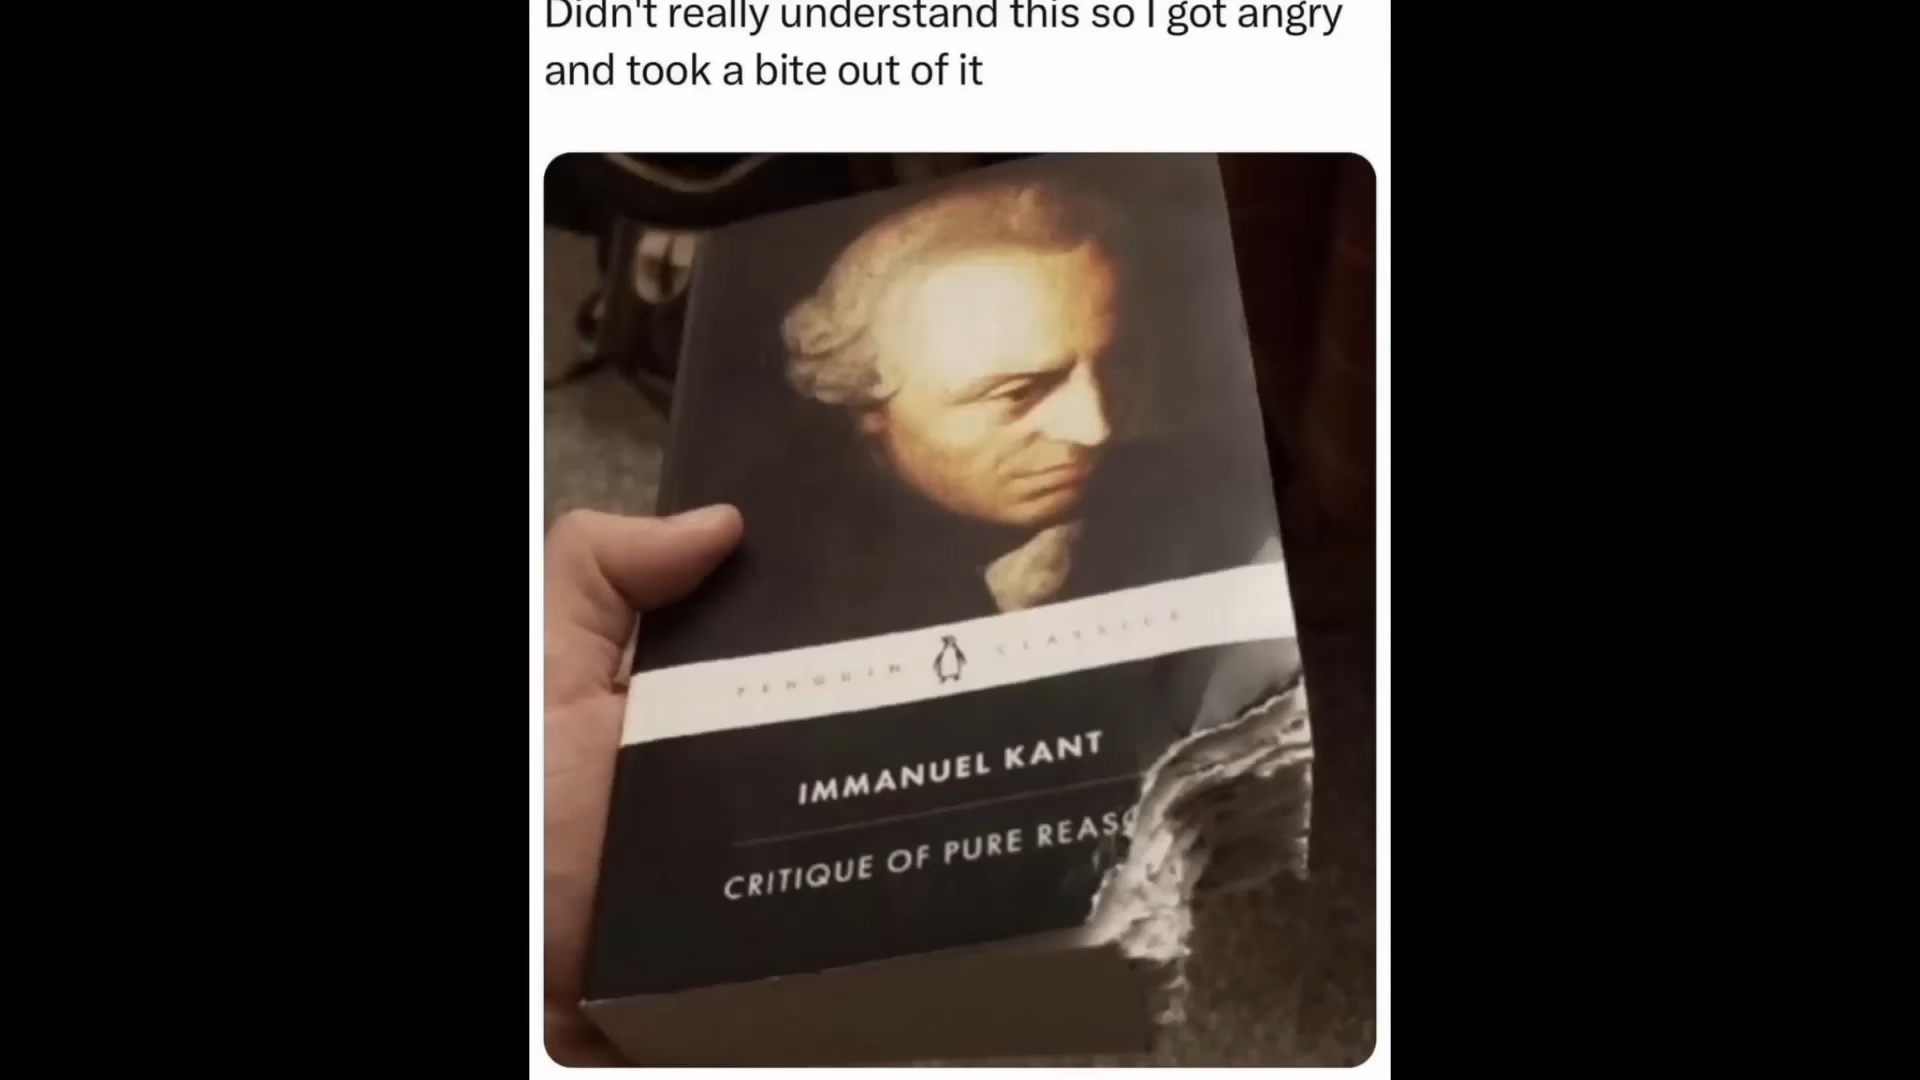 Didn't really understand this so I got angry
and took a bite out of it
PENGUIN CLASSICS
IMMANUEL KANT
CRITIQUE OF PURE REASO